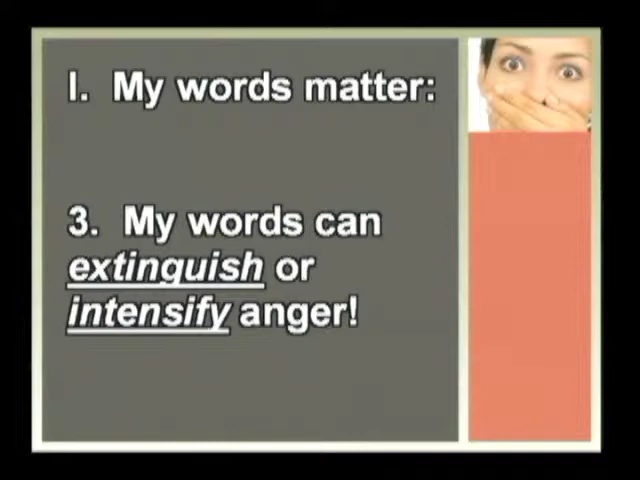 I. My words matter:
3. My words can
extinguish or
intensify anger!